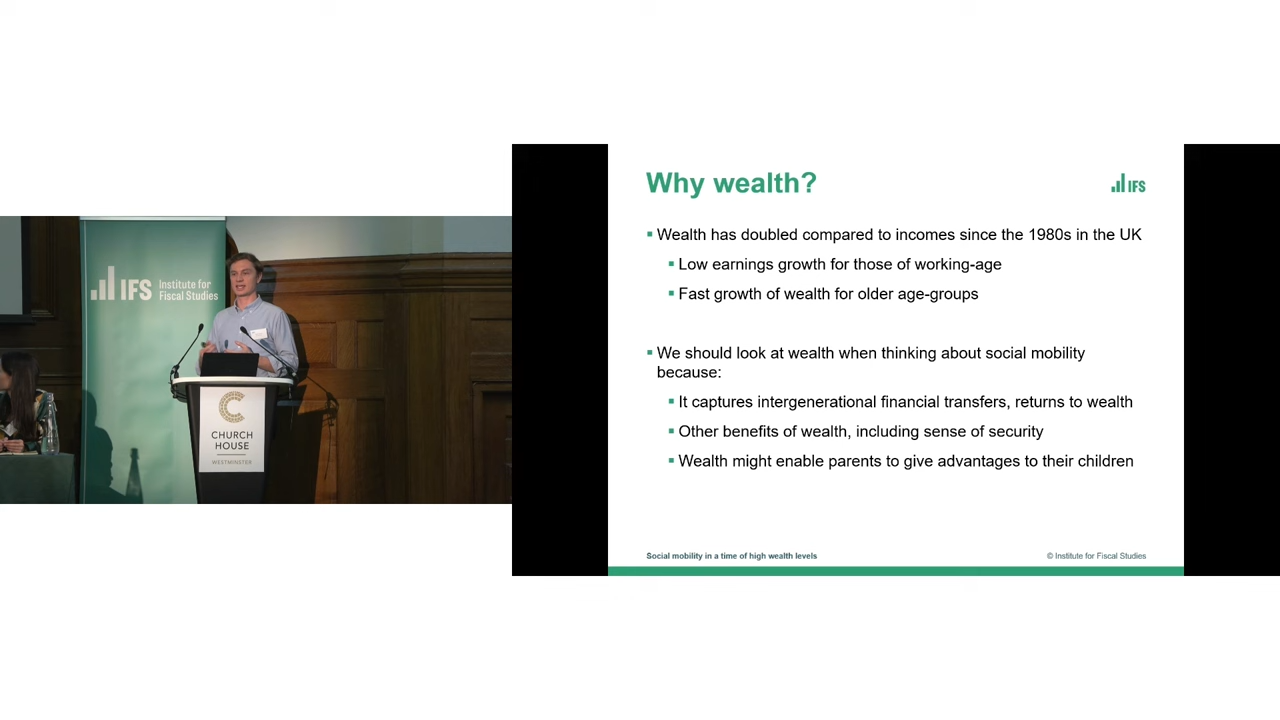 IFS
Institute for
Fiscal Studies
CHURCH
HOUSE
WESTMINSTER
Why wealth?
IFS
Wealth has doubled compared to incomes since the 1980s in the UK
Low earnings growth for those of working-age
Fast growth of wealth for older age-groups
We should look at wealth when thinking about social mobility
because:
It captures intergenerational financial transfers, returns to wealth
Other benefits of wealth, including sense of security
Wealth might enable parents to give advantages to their children
Social mobility in a time of high wealth levels
© Institute for Fiscal Studies